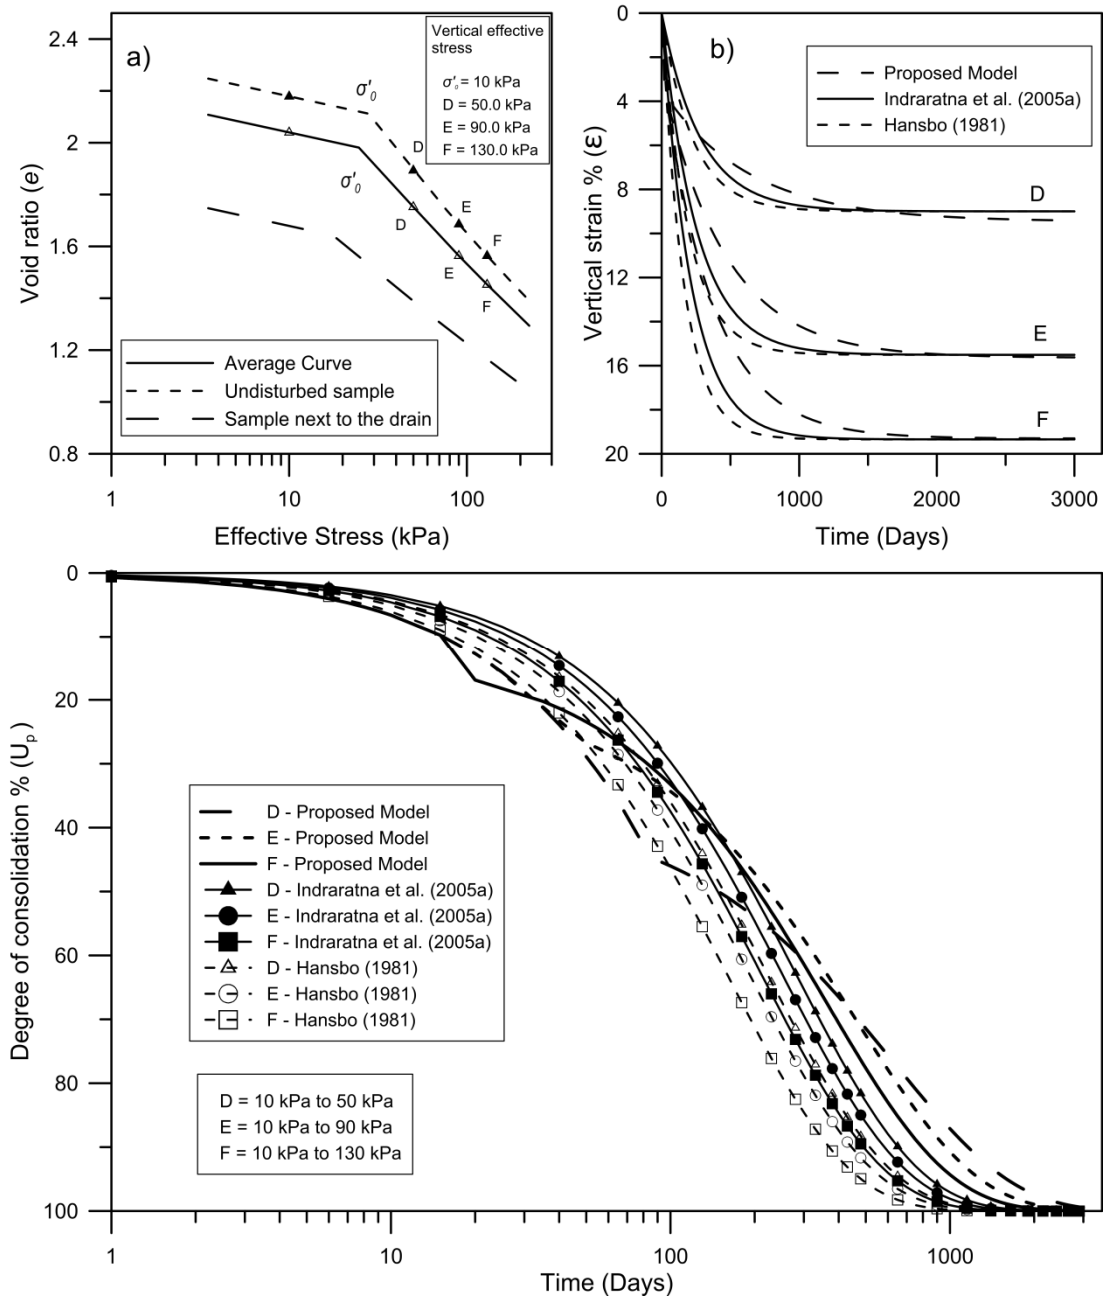 a)
Vertical effective
stress
σ'₀ = 10 kPa
D = 50.0 kPa
E = 90.0 kPa
F = 130.0 kPa
2.4
2
1.6
1.2
0.8
Void ratio (e)
σ'₀
σ'₀
D
E
F
D
E
F
Average Curve
Undisturbed sample
Sample next to the drain
1
10
100
Effective Stress (kPa)
b)
Proposed Model
Indraratna et al. (2005a)
Hansbo (1981)
0
4
8
12
16
20
Vertical strain % (ε)
D
E
F
0
1000
2000
3000
Time (Days)
0
20
40
60
80
100
Degree of consolidation % (Uₚ)
D - Proposed Model
E - Proposed Model
F - Proposed Model
D - Indraratna et al. (2005a)
E - Indraratna et al. (2005a)
F - Indraratna et al. (2005a)
D - Hansbo (1981)
E - Hansbo (1981)
F - Hansbo (1981)
D = 10 kPa to 50 kPa
E = 10 kPa to 90 kPa
F = 10 kPa to 130 kPa
1
10
100
1000
Time (Days)